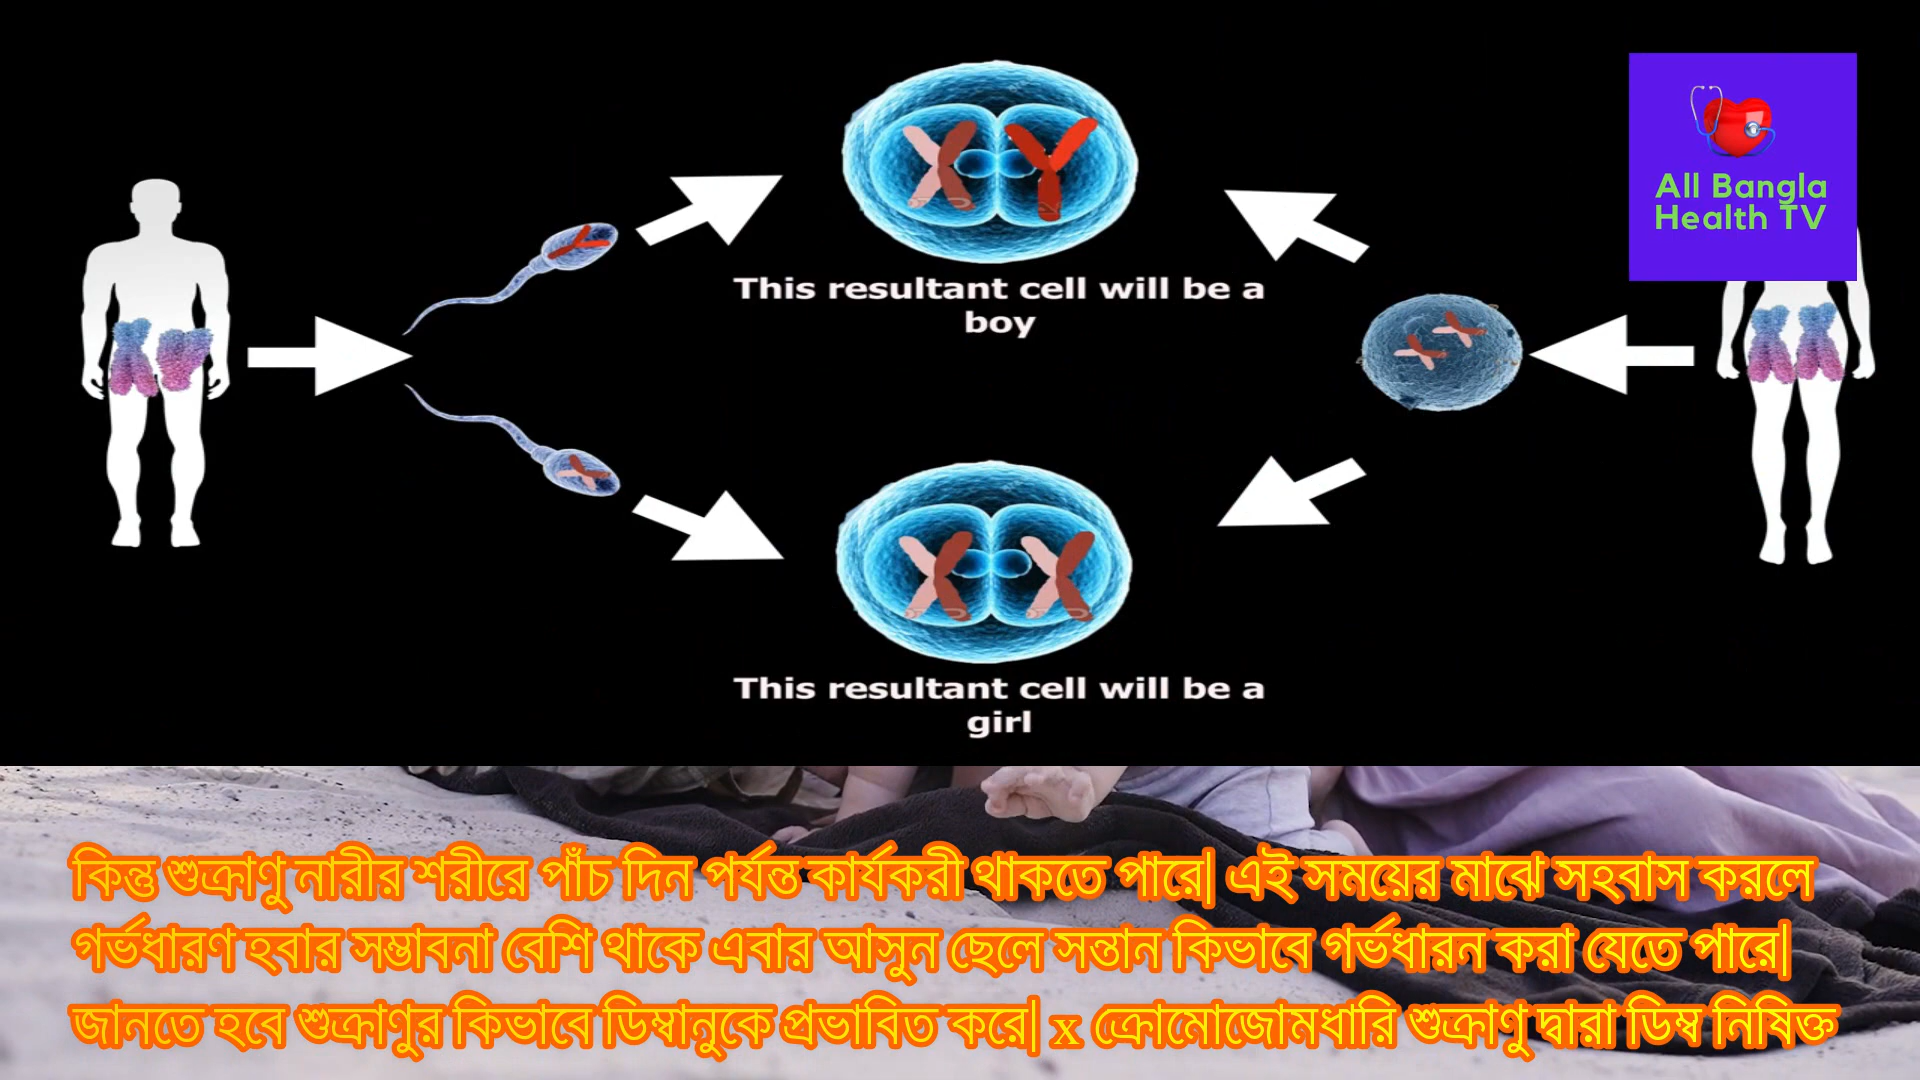 All Bangla
Health TV
This resultant cell will be a
boy
This resultant cell will be a
girl
কিন্তু শুক্রাণু নারীর শরীরে পাঁচ দিন পর্যন্ত কার্যকরী থাকতে পারে| এই সময়ের মাঝে সহবাস করলে
গর্ভধারণ হবার সম্ভাবনা বেশি থাকে এবার আসুন ছেলে সন্তান কিভাবে গর্ভধারন করা যেতে পারে|
জানতে হবে শুক্রাণুর কিভাবে ডিম্বানুকে প্রভাবিত করে| x ক্রোমোজোমধারি শুক্রাণু দ্বারা ডিম্ব নিষিক্ত